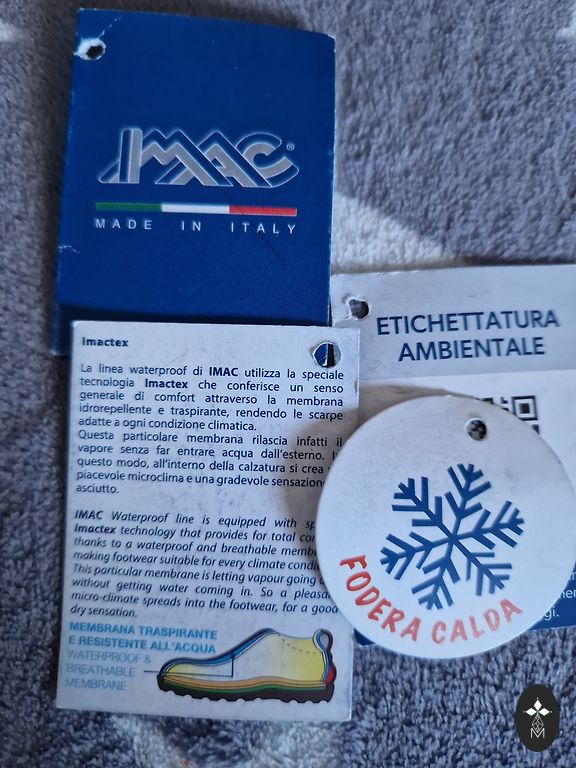 IMAC®
MADE IN ITALY
ETICHETTATURA
AMBIENTALE
Imactex
La linea waterproof di IMAC utilizza la speciale
tecnologia Imactex che conferisce un senso
generale di comfort attraverso la membrana
idrorepellente e traspirante, rendendo le scarpe
adatte a ogni condizione climatica.
Questa particolare membrana rilascia infatti il
vapore senza far entrare acqua dall'esterno. In
questo modo, all'interno della calzatura si crea
piacevole microclima e una gradevole sensazione
asciutto.
IMAC Waterproof line is equipped with
Imactex technology that provides for total
thanks to a waterproof and breathable
making footwear suitable for every climate
This particular membrane is letting vapour going
without getting water coming in. So a
micro-climate spreads into the footwear, for a good
dry sensation.
MEMBRANA TRASPIRANTE
E RESISTENTE ALL'ACQUA
WATERPROOF &
BREATHABLE
MEMBRANE
FODERA CALDA
M